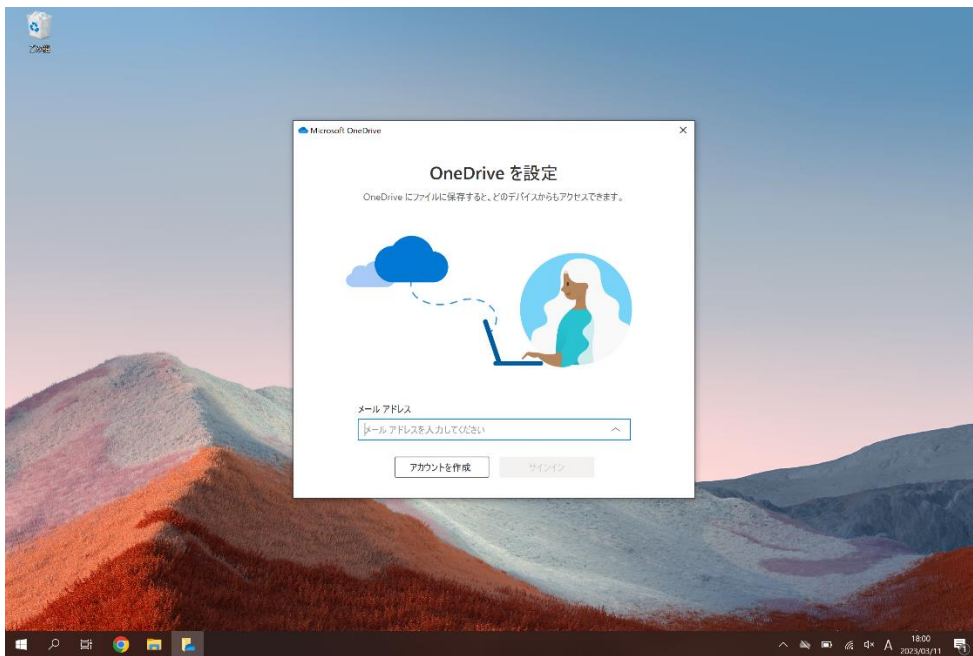 ごみ箱
Microsoft OneDrive
OneDrive を設定
OneDrive にファイルに保存すると、どのデバイスからもアクセスできます。
メール アドレス
メール アドレスを入力してください
アカウントを作成
サインイン
A
18:00
2023/03/11